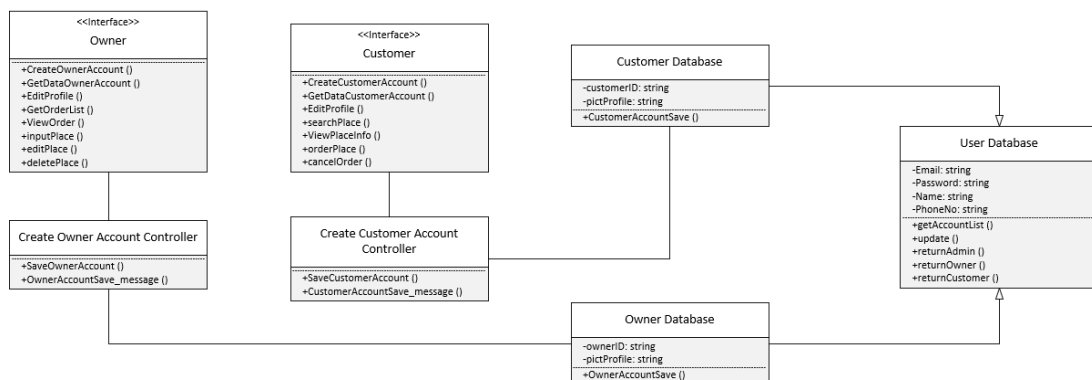 <<Interface>>
Owner
+CreateOwnerAccount ()
+GetDataOwnerAccount ()
+EditProfile ()
+GetOrderList ()
+ViewOrder ()
+inputPlace ()
+editPlace ()
+deletePlace ()
<<Interface>>
Customer
+CreateCustomerAccount ()
+GetDataCustomerAccount ()
+EditProfile ()
+searchPlace ()
+ViewPlaceInfo ()
+orderPlace ()
+cancelOrder ()
Customer Database
-customerID: string
-pictProfile: string
+CustomerAccountSave ()
User Database
-Email: string
-Password: string
-Name: string
-PhoneNo: string
+getAccountList ()
+update ()
+returnAdmin ()
+returnOwner ()
+returnCustomer ()
Create Owner Account Controller
+SaveOwnerAccount ()
+OwnerAccountSave_message ()
Create Customer Account
Controller
+SaveCustomerAccount ()
+CustomerAccountSave_message ()
Owner Database
-ownerID: string
-pictProfile: string
+OwnerAccountSave ()